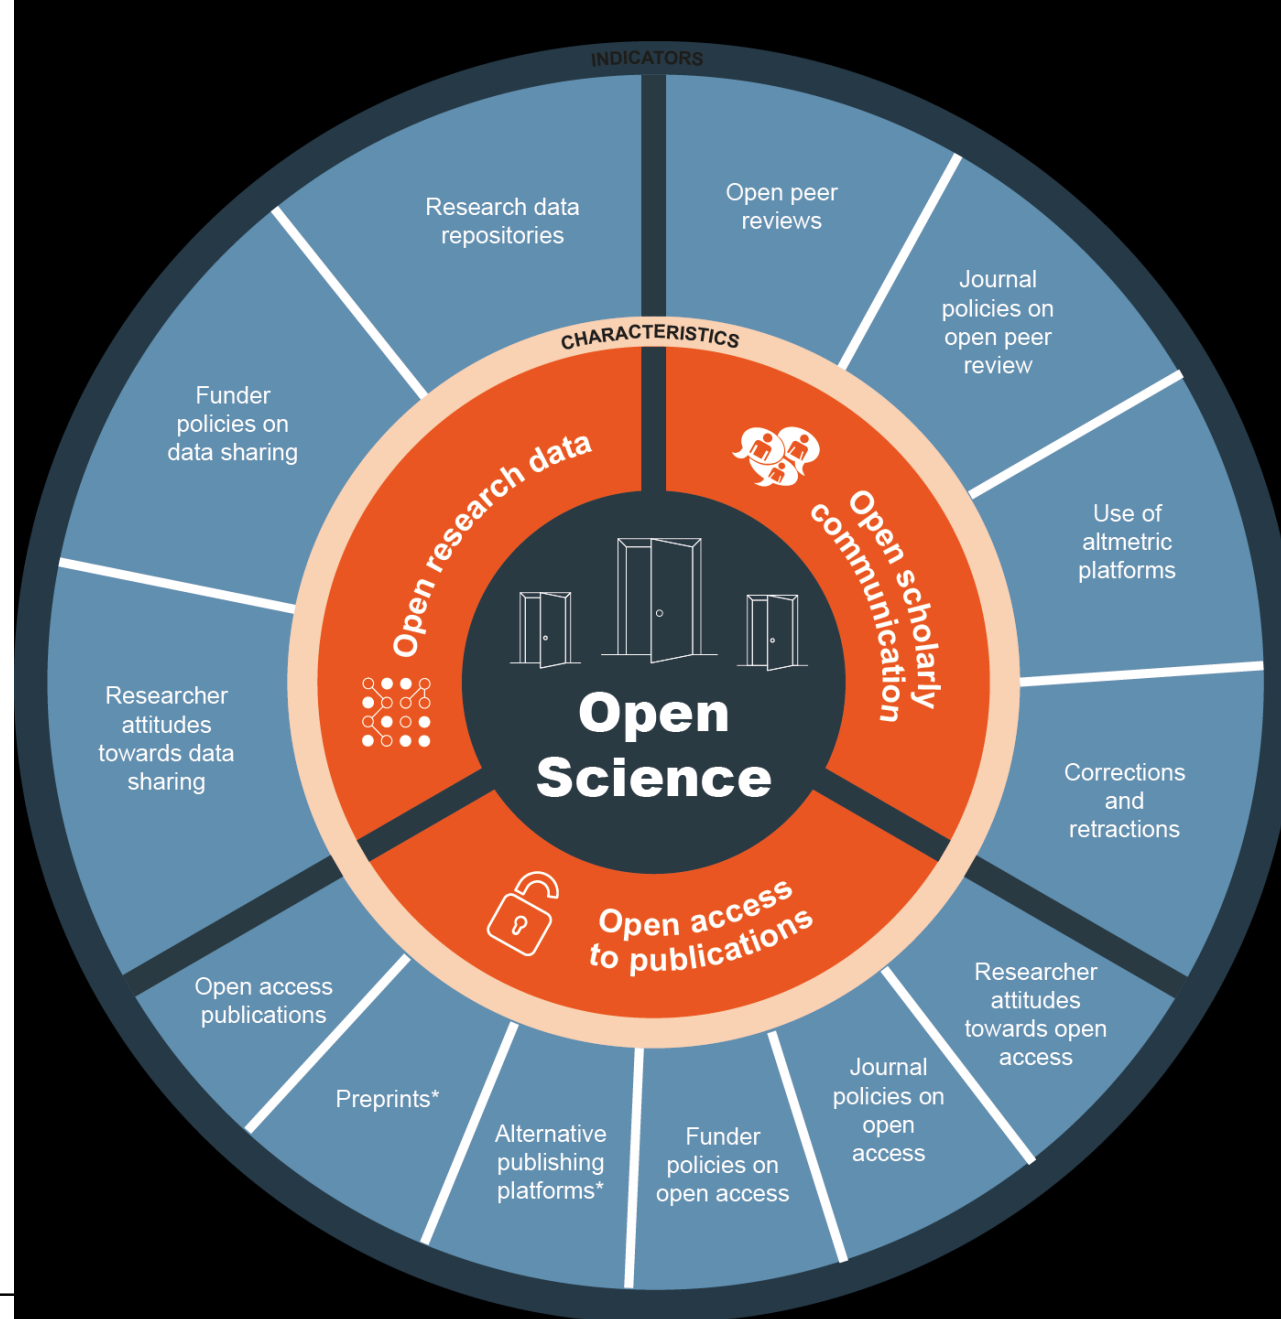 INDICATORS
Research data
repositories
Open peer
reviews
Journal
policies on
open peer
review
Use of
altmetric
platforms
Corrections
and
retractions
Researcher
attitudes
towards open
access
Journal
policies on
open
access
Funder
policies on
open access
Alternative
publishing
platforms*
Preprints*
Open access
publications
Researcher
attitudes
towards data
sharing
Funder
policies on
data sharing
CHARACTERISTICS
Open research data
Open scholarly
communication
Open access
to publications
Open
Science